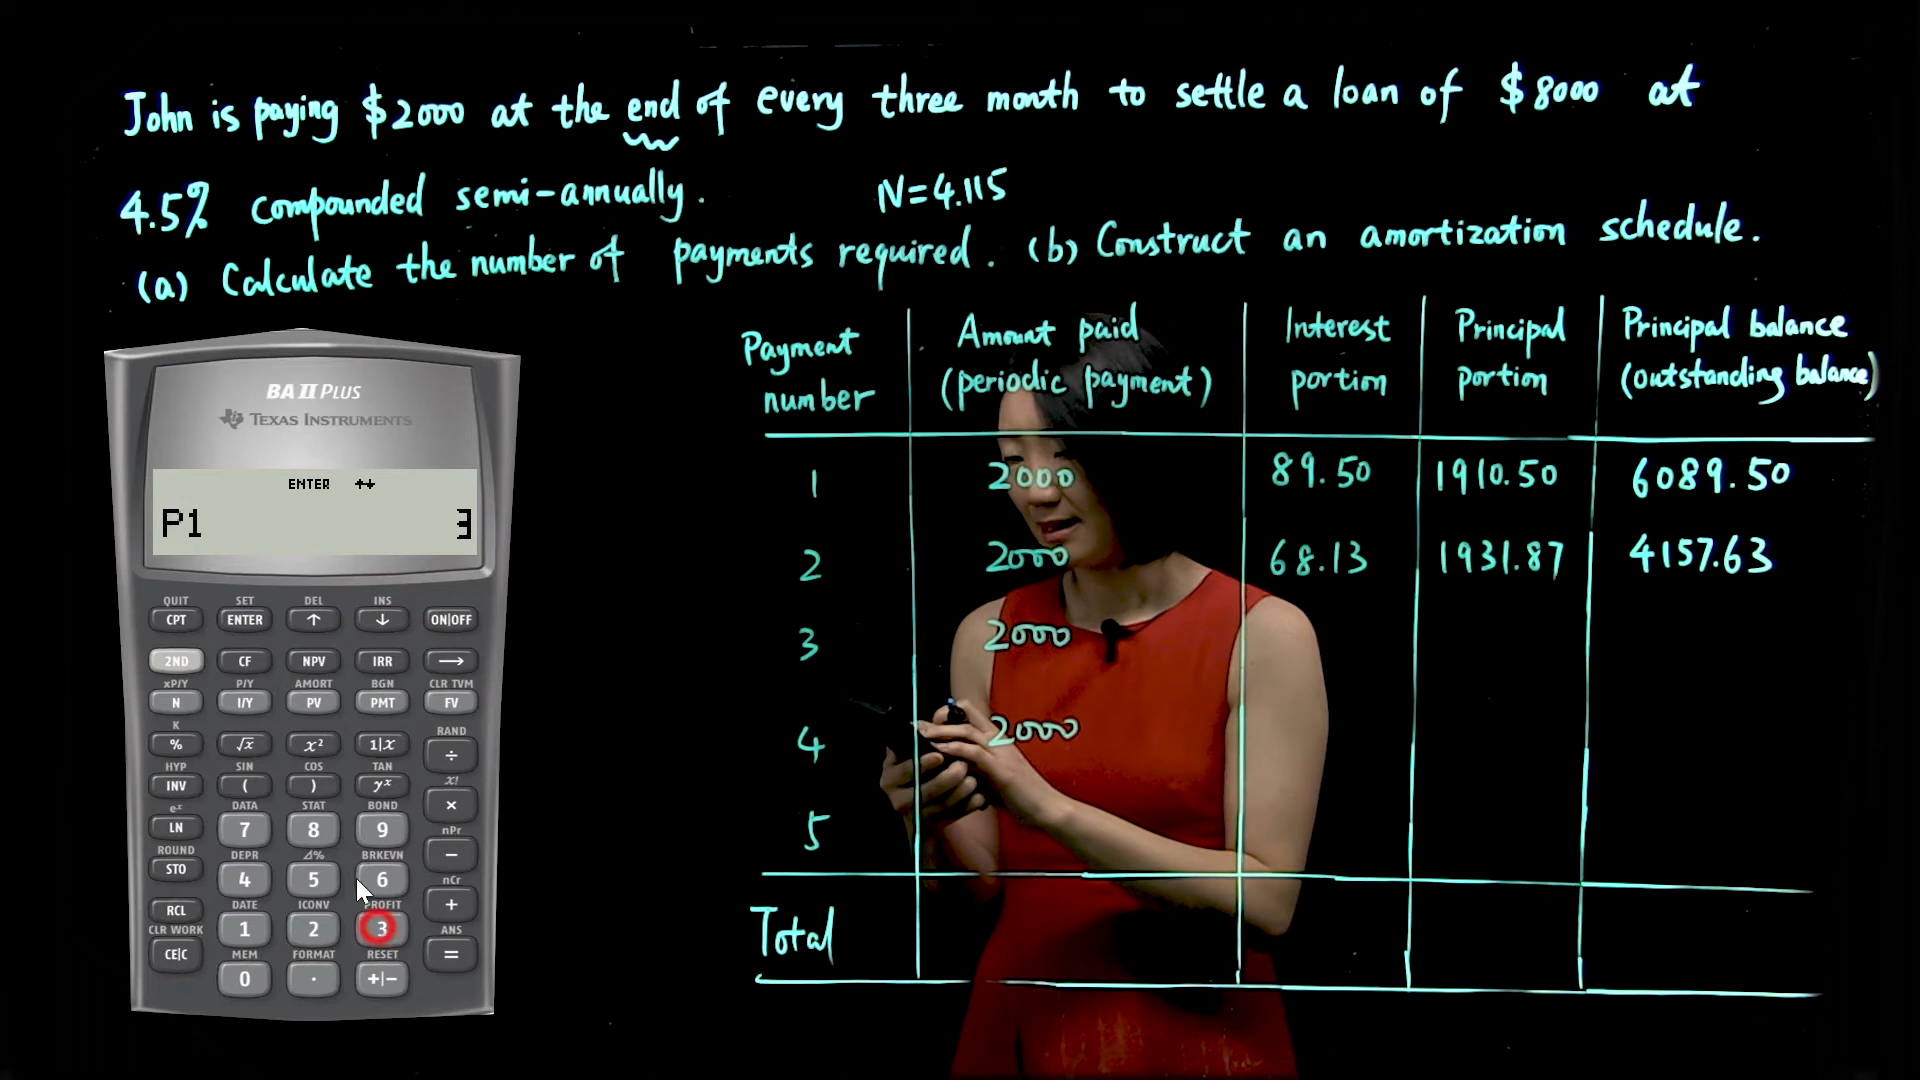 John is paying $2000 at the end of every three month to settle a loan of $8000 at
4.5% compounded semi-annually.
N=4.115
(a) Calculate the number of payments required. (b) Construct an amortization schedule.
Payment number
Amount paid (periodic payment)
Interest portion
Principal portion
Principal balance (outstanding balance)
1 2000 89.50 1910.50 6089.50
2 2000 68.13 1931.87 4157.63
3 2000
4 2000
5
Total
BA II PLUS
TEXAS INSTRUMENTS
ENTER ↑↓
P1 3
QUIT SET DEL INS
CPT ENTER ↑ ↓ ON|OFF
2ND CF NPV IRR →
xP/Y P/Y AMORT BGN CLR TVM
N I/Y PV PMT FV
K RAND
% √x x² 1|x ÷
HYP SIN COS TAN x!
INV ( ) yˣ ×
eˣ DATA STAT BOND nPr
LN 7 8 9 −
ROUND DEPR Δ% BRKEVN nCr
STO 4 5 6 +
DATE ICONV PROFIT ANS
RCL 1 2 3 =
CLR WORK MEM FORMAT RESET
CE|C 0 . +|−